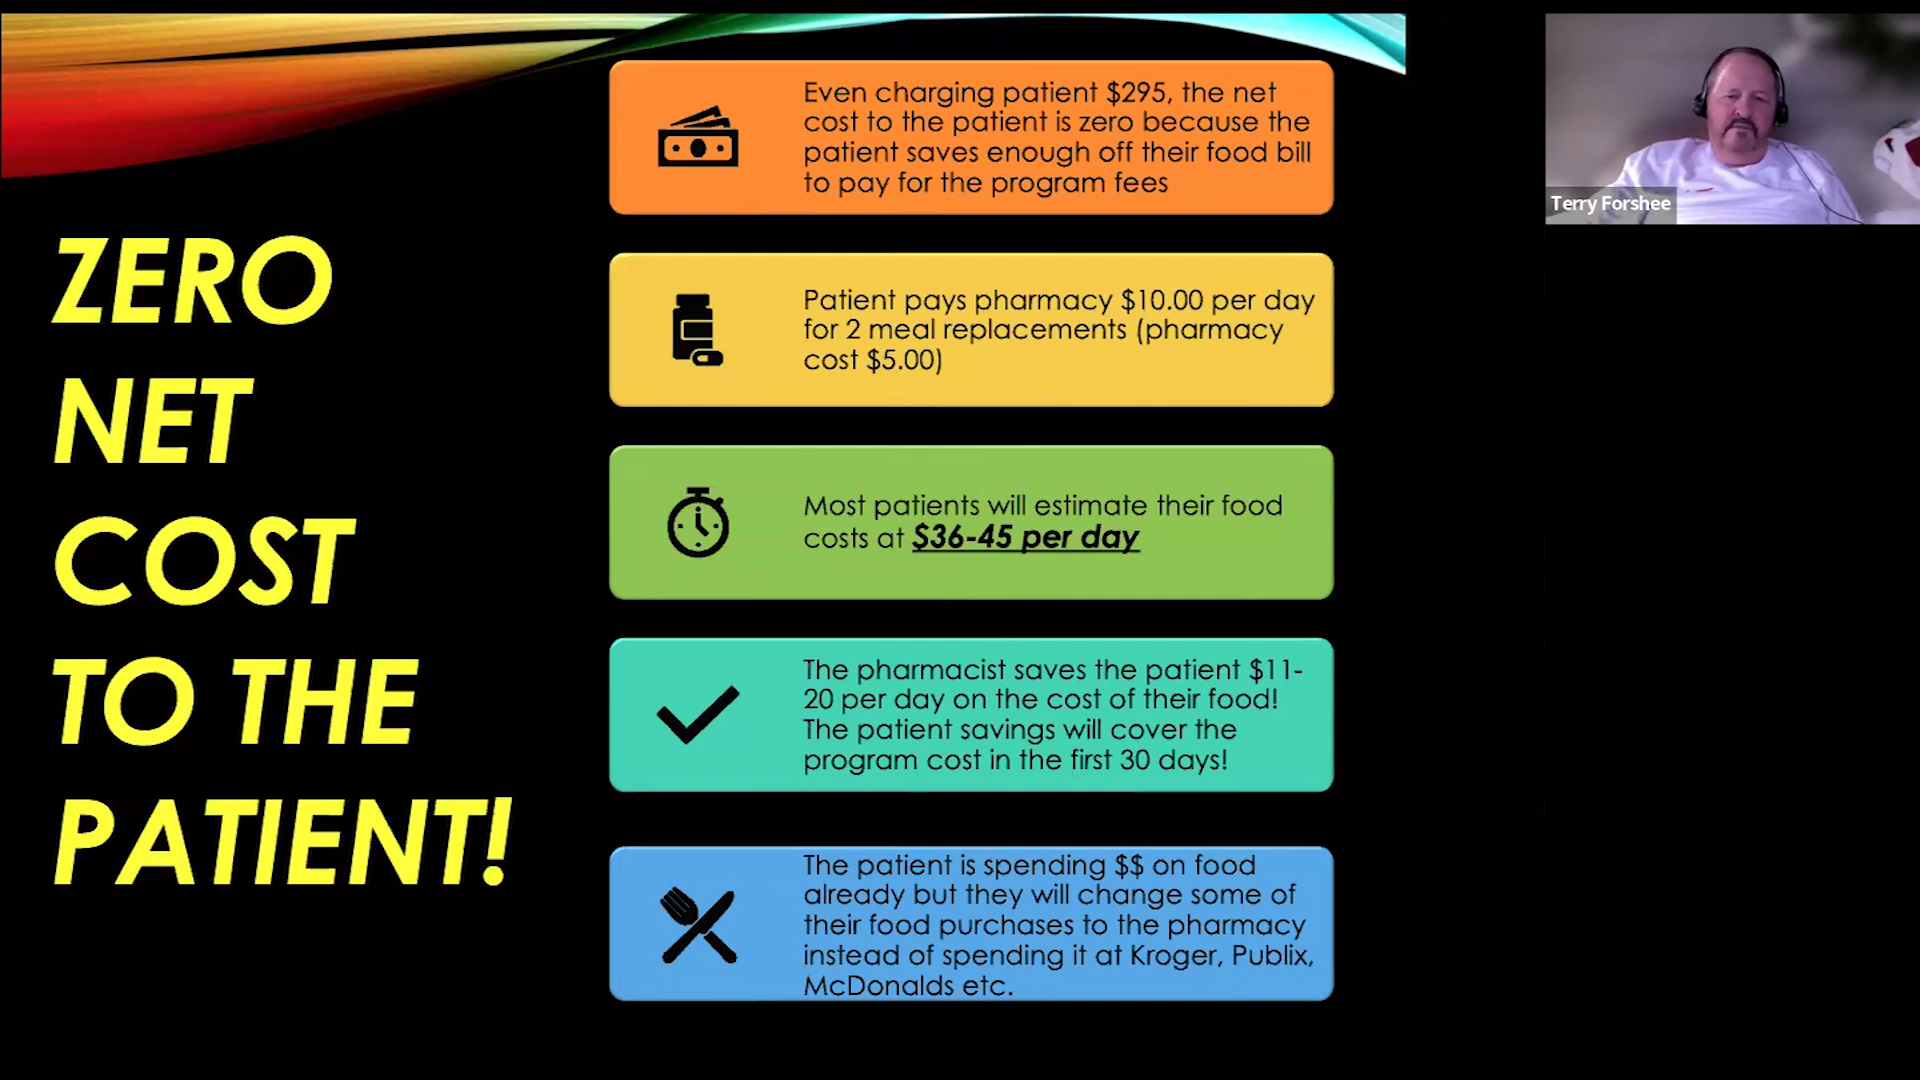 ZERO
NET
COST
TO THE
PATIENT!
Even charging patient $295, the net
cost to the patient is zero because the
patient saves enough off their food bill
to pay for the program fees
Patient pays pharmacy $10.00 per day
for 2 meal replacements (pharmacy
cost $5.00)
Most patients will estimate their food
costs at $36-45 per day
The pharmacist saves the patient $11-
20 per day on the cost of their food!
The patient savings will cover the
program cost in the first 30 days!
The patient is spending $$ on food
already but they will change some of
their food purchases to the pharmacy
instead of spending it at Kroger, Publix,
McDonalds etc.
Terry Forshee